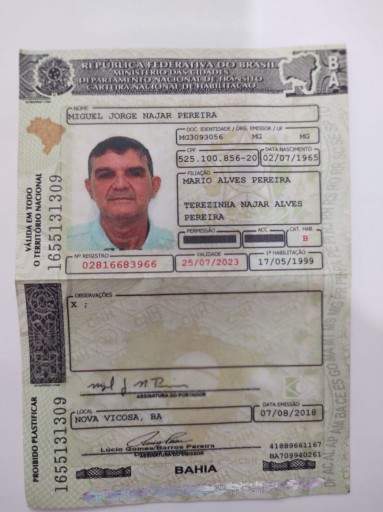 REPÚBLICA FEDERATIVA DO BRASIL
MINISTÉRIO DAS CIDADES
DEPARTAMENTO NACIONAL DE TRÂNSITO
CARTEIRA NACIONAL DE HABILITAÇÃO
BA
NOME
MIGUEL JORGE NAJAR PEREIRA
DOC. IDENTIDADE / ÓRG. EMISSOR / UF
MG3093056 MG MG
CPF
DATA NASCIMENTO
525.100.856-20
02/07/1965
FILIAÇÃO
MARIO ALVES PEREIRA
TEREZINHA NAJAR ALVES
PEREIRA
PERMISSÃO
ACC
CAT. HAB.
B
Nº REGISTRO
VALIDADE
1ª HABILITAÇÃO
02816683966
25/07/2023
17/05/1999
VÁLIDA EM TODO
O TERRITÓRIO NACIONAL
1655131309
OBSERVAÇÕES
X ;
ASSINATURA DO PORTADOR
LOCAL
DATA EMISSÃO
NOVA VICOSA, BA
07/08/2018
Lúcio Gomes Barros Pereira
ASSINATURA DO EMISSOR
41889661167
BA709940261
BAHIA
PROIBIDO PLASTIFICAR
1655131309